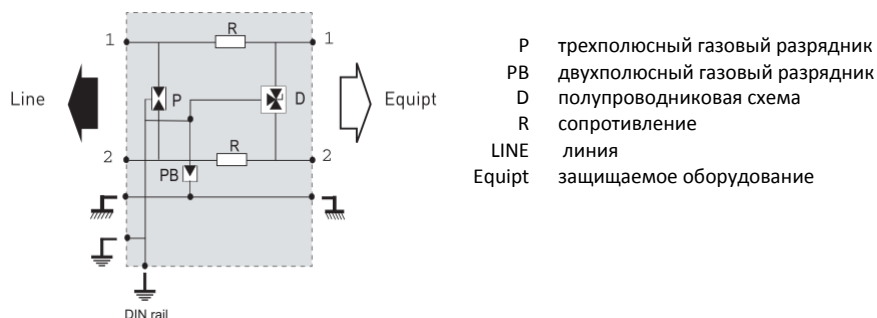 R
1
1
P
D
Line
Equipt
R
2
2
PB
DIN rail
P трехполюсный газовый разрядник
PB двухполюсный газовый разрядник
D полупроводниковая схема
R сопротивление
LINE линия
Equipt защищаемое оборудование